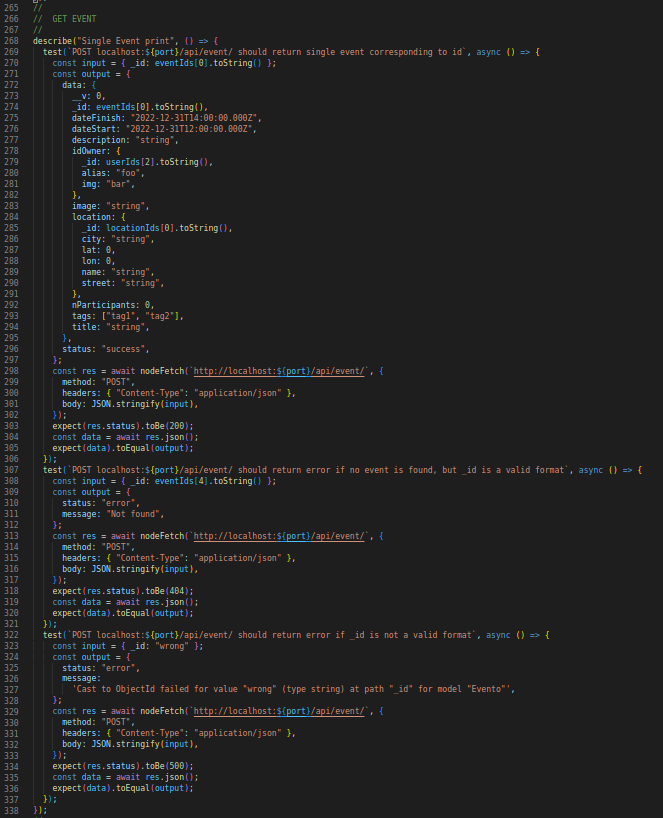 265 //
266 //  GET EVENT
267 //
268 describe("Single Event print", () => {
269   test(`POST localhost:${port}/api/event/ should return single event corresponding to id`, async () => {
270     const input = { _id: eventIds[0].toString() };
271     const output = {
272       data: {
273         __v: 0,
274         _id: eventIds[0].toString(),
275         dateFinish: "2022-12-31T14:00:00.000Z",
276         dateStart: "2022-12-31T12:00:00.000Z",
277         description: "string",
278         idOwner: {
279           _id: userIds[2].toString(),
280           alias: "foo",
281           img: "bar",
282         },
283         image: "string",
284         location: {
285           _id: locationIds[0].toString(),
286           city: "string",
287           lat: 0,
288           lon: 0,
289           name: "string",
290           street: "string",
291         },
292         nParticipants: 0,
293         tags: ["tag1", "tag2"],
294         title: "string",
295       },
296       status: "success",
297     };
298     const res = await nodeFetch(`http://localhost:${port}/api/event/`, {
299       method: "POST",
300       headers: { "Content-Type": "application/json" },
301       body: JSON.stringify(input),
302     });
303     expect(res.status).toBe(200);
304     const data = await res.json();
305     expect(data).toEqual(output);
306   });
307   test(`POST localhost:${port}/api/event/ should return error if no event is found, but _id is a valid format`, async () => {
308     const input = { _id: eventIds[4].toString() };
309     const output = {
310       status: "error",
311       message: "Not found",
312     };
313     const res = await nodeFetch(`http://localhost:${port}/api/event/`, {
314       method: "POST",
315       headers: { "Content-Type": "application/json" },
316       body: JSON.stringify(input),
317     });
318     expect(res.status).toBe(404);
319     const data = await res.json();
320     expect(data).toEqual(output);
321   });
322   test(`POST localhost:${port}/api/event/ should return error if _id is not a valid format`, async () => {
323     const input = { _id: "wrong" };
324     const output = {
325       status: "error",
326       message:
327         'Cast to ObjectId failed for value "wrong" (type string) at path "_id" for model "Evento"',
328     };
329     const res = await nodeFetch(`http://localhost:${port}/api/event/`, {
330       method: "POST",
331       headers: { "Content-Type": "application/json" },
332       body: JSON.stringify(input),
333     });
334     expect(res.status).toBe(500);
335     const data = await res.json();
336     expect(data).toEqual(output);
337   });
338 });